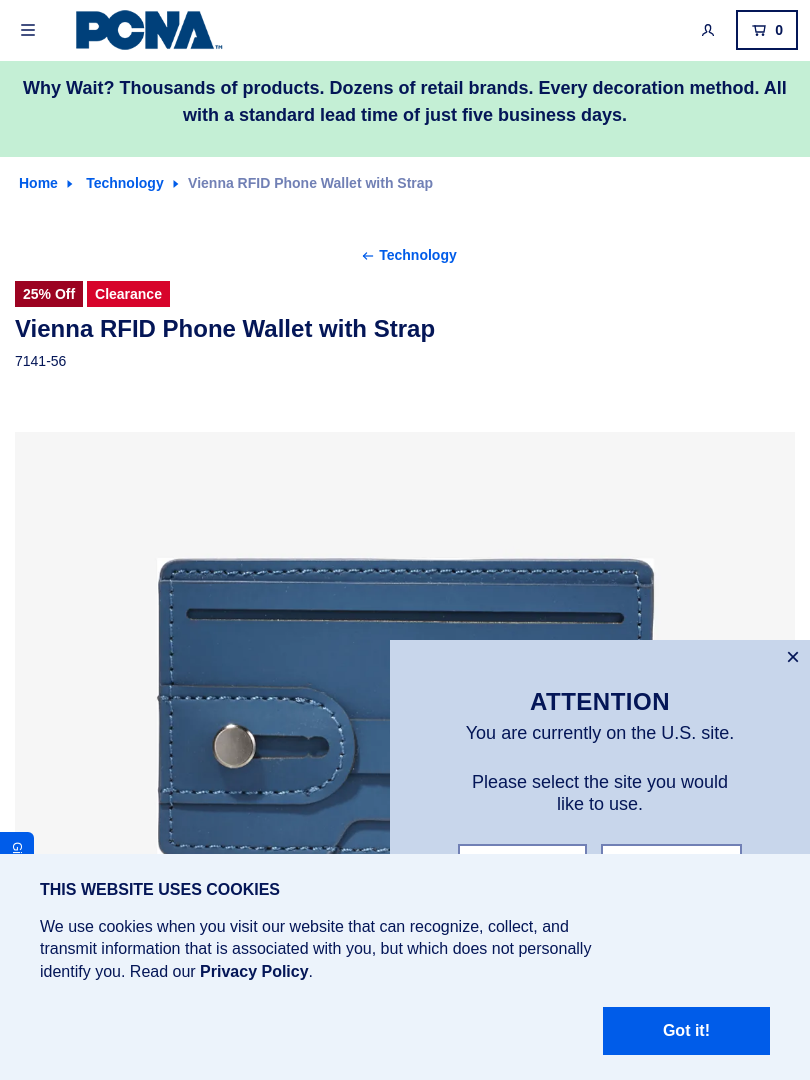 PCNA™
0
Why Wait? Thousands of products. Dozens of retail brands. Every decoration method. All
with a standard lead time of just five business days.
Home
Technology
Vienna RFID Phone Wallet with Strap
Technology
25% Off
Clearance
Vienna RFID Phone Wallet with Strap
7141-56
ATTENTION
You are currently on the U.S. site.
Please select the site you would
like to use.
THIS WEBSITE USES COOKIES
We use cookies when you visit our website that can recognize, collect, and
transmit information that is associated with you, but which does not personally
identify you. Read our Privacy Policy.
Got it!